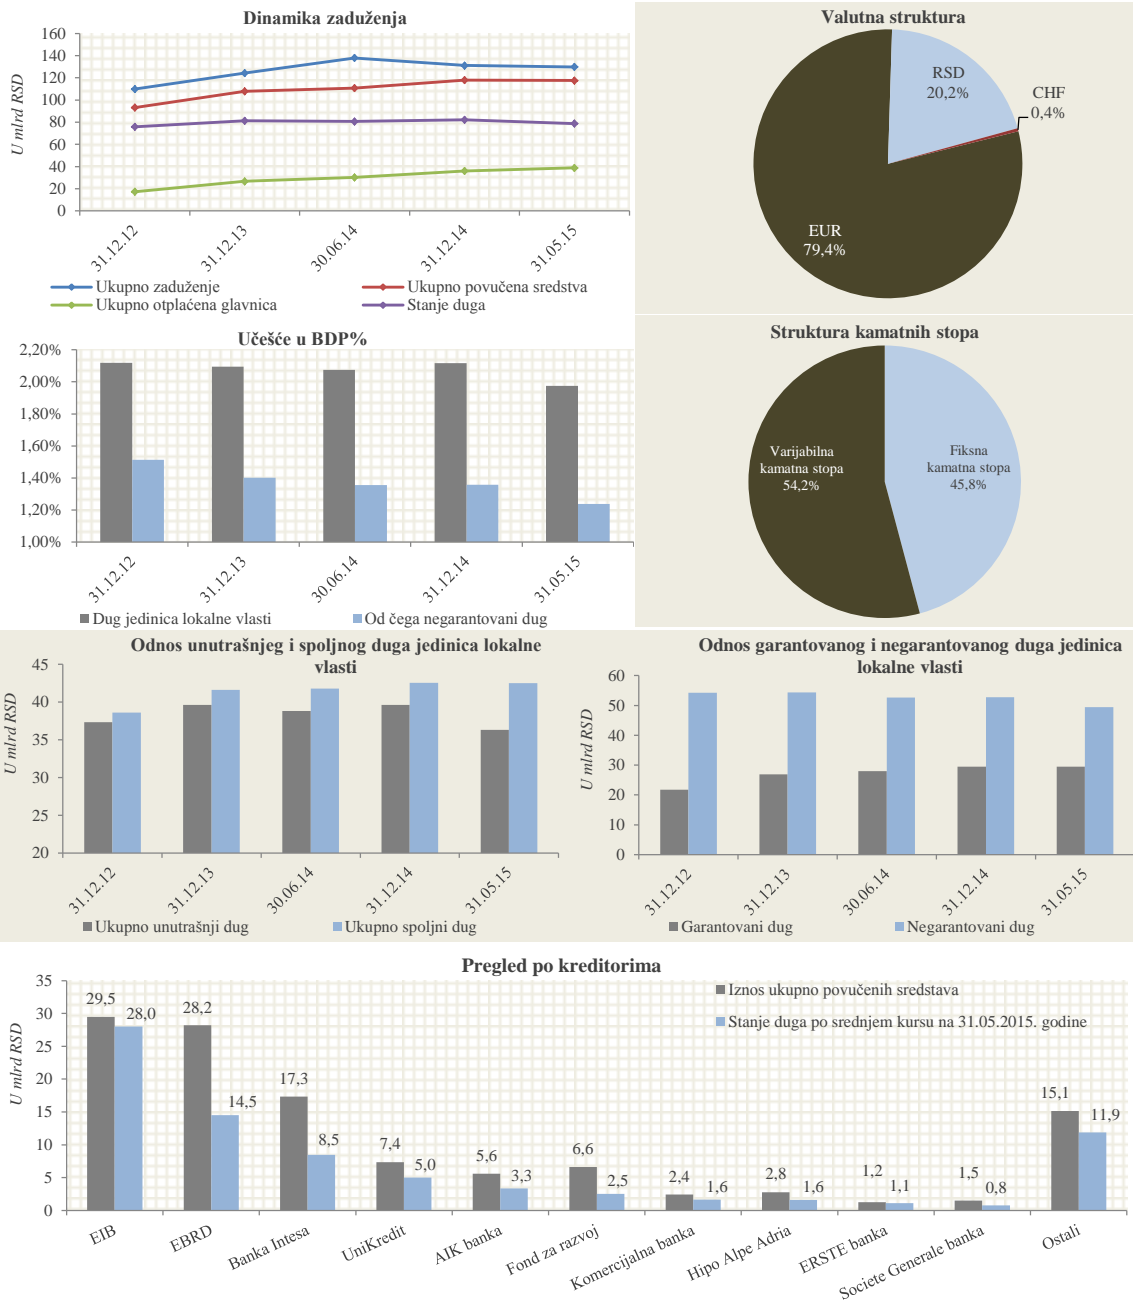 Dinamika zaduženja
160
140
120
100
80
60
40
20
0
U mlrd RSD
31.12.12
31.12.13
30.06.14
31.12.14
31.05.15
Ukupno zaduženje
Ukupno povučena sredstva
Ukupno otplaćena glavnica
Stanje duga
Valutna struktura
RSD
20,2%
CHF
0,4%
EUR
79,4%
Učešće u BDP%
2,20%
2,00%
1,80%
1,60%
1,40%
1,20%
1,00%
31.12.12
31.12.13
30.06.14
31.12.14
31.05.15
Dug jedinica lokalne vlasti
Od čega negarantovani dug
Struktura kamatnih stopa
Varijabilna
kamatna stopa
54,2%
Fiksna
kamatna stopa
45,8%
Odnos unutrašnjeg i spoljnog duga jedinica lokalne
vlasti
45
40
35
30
25
20
U mlrd RSD
31.12.12
31.12.13
30.06.14
31.12.14
31.05.15
Ukupno unutrašnji dug
Ukupno spoljni dug
Odnos garantovanog i negarantovanog duga jedinica
lokalne vlasti
60
50
40
30
20
10
0
U mlrd RSD
31.12.12
31.12.13
30.06.14
31.12.14
31.05.15
Garantovani dug
Negarantovani dug
Pregled po kreditorima
35
30
25
20
15
10
5
0
U mlrd RSD
Iznos ukupno povučenih sredstava
Stanje duga po srednjem kursu na 31.05.2015. godine
29,5
28,0
28,2
14,5
17,3
8,5
7,4
5,0
5,6
3,3
6,6
2,5
2,4
1,6
2,8
1,6
1,2
1,1
1,5
0,8
15,1
11,9
EIB
EBRD
Banka Intesa
UniKredit
AIK banka
Fond za razvoj
Komercijalna banka
Hipo Alpe Adria
ERSTE banka
Societe Generale banka
Ostali